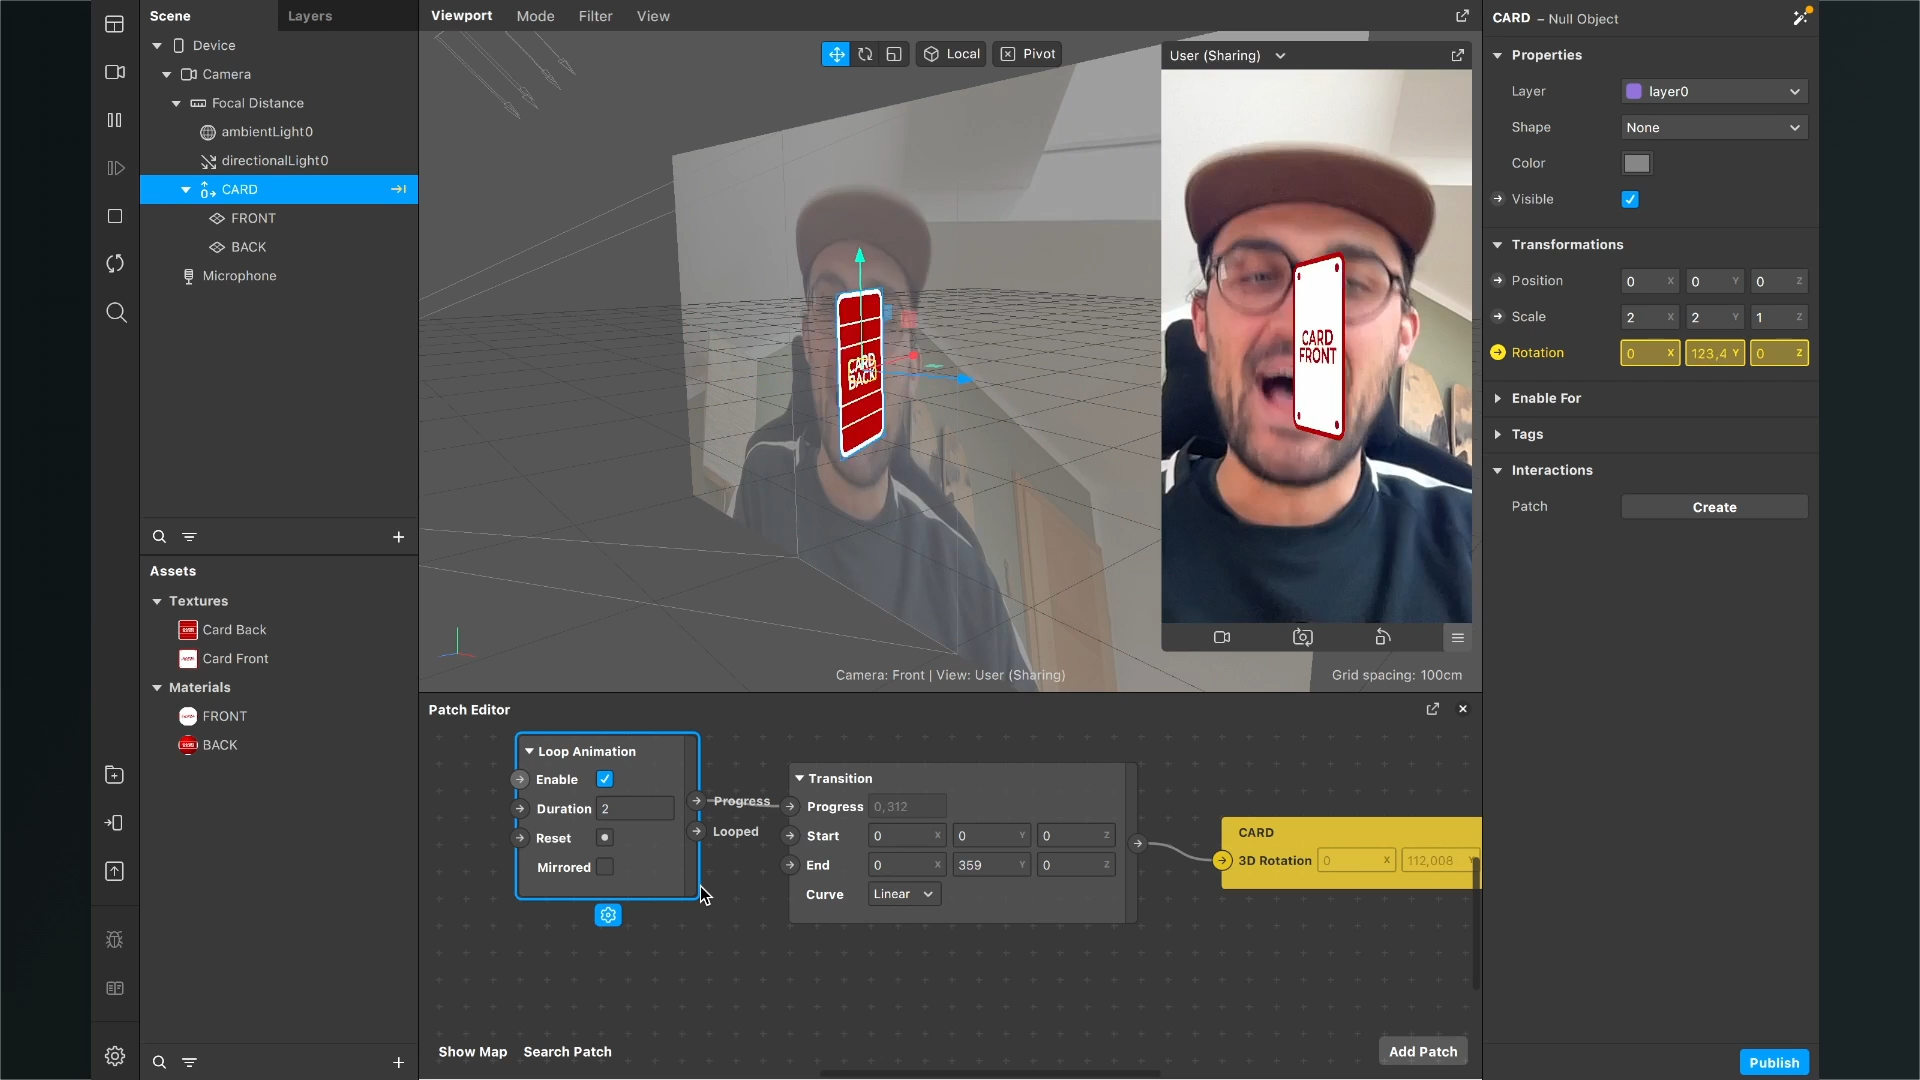 Scene
Layers
Device
Camera
Focal Distance
ambientLight0
directionalLight0
CARD
FRONT
BACK
Microphone
Assets
Textures
Card Back
Card Front
Materials
FRONT
BACK
Viewport
Mode
Filter
View
Local
Pivot
CARD
BACK
Camera: Front | View: User (Sharing)
Grid spacing: 100cm
User (Sharing)
CARD
FRONT
Patch Editor
Loop Animation
Enable
Duration 2
Reset
Mirrored
Progress
Looped
Transition
Progress 0,312
Start 0 X 0 Y 0 Z
End 0 X 359 Y 0 Z
Curve Linear
CARD
3D Rotation 0 X 112,008 Y
Show Map
Search Patch
Add Patch
CARD – Null Object
Properties
Layer layer0
Shape None
Color
Visible
Transformations
Position 0 X 0 Y 0 Z
Scale 2 X 2 Y 1 Z
Rotation 0 X 123,4 Y 0 Z
Enable For
Tags
Interactions
Patch Create
Publish